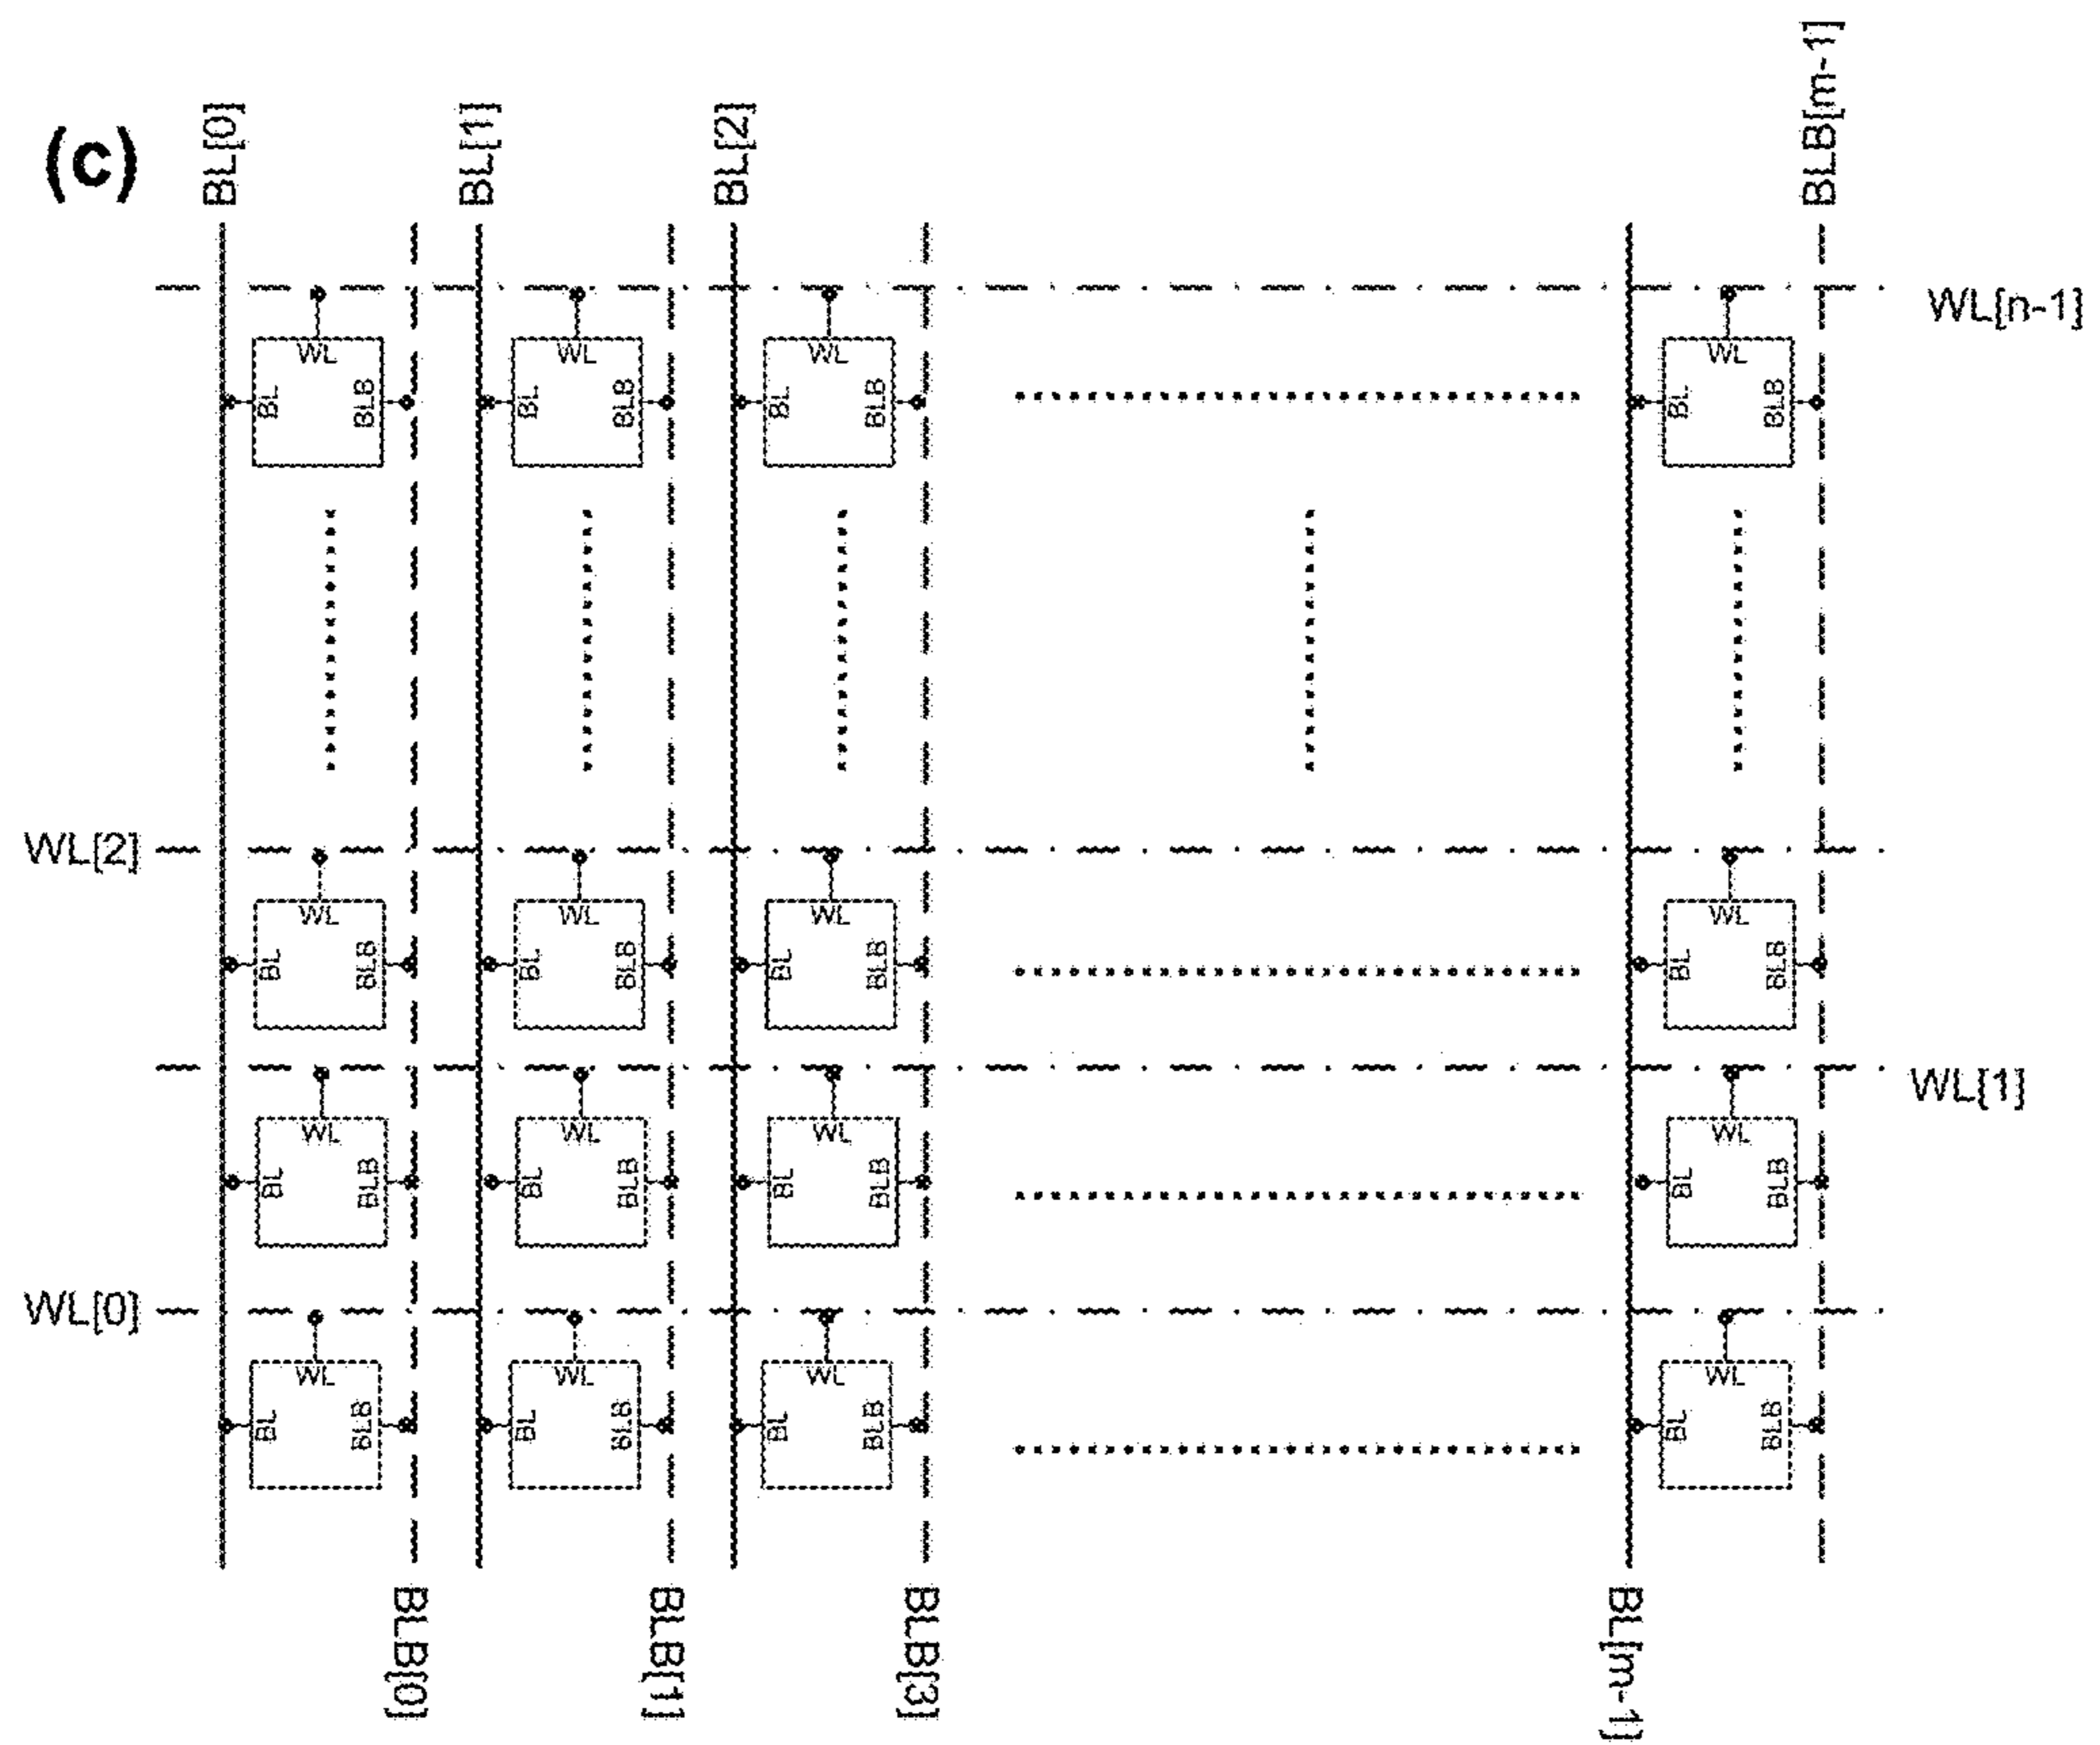 (c)
BL[0] BL[1] BL[2] BLB[m-1]
WL[n-1]
WL WL WL WL
BL BLB BL BLB BL BLB BL BLB
WL[2]
WL WL WL WL
BL BLB BL BLB BL BLB BL BLB
WL[1]
WL WL WL WL
BL BLB BL BLB BL BLB BL BLB
WL[0]
WL WL WL WL
BL BLB BL BLB BL BLB BL BLB
BLB[0] BLB[1] BLB[3] BL[m-1]